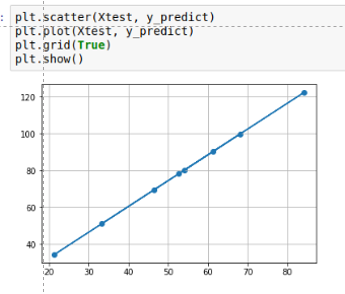 : plt.scatter(Xtest, y_predict)
plt.plot(Xtest, y_predict)
plt.grid(True)
plt.show()
120
100
80
60
40
20 30 40 50 60 70 80